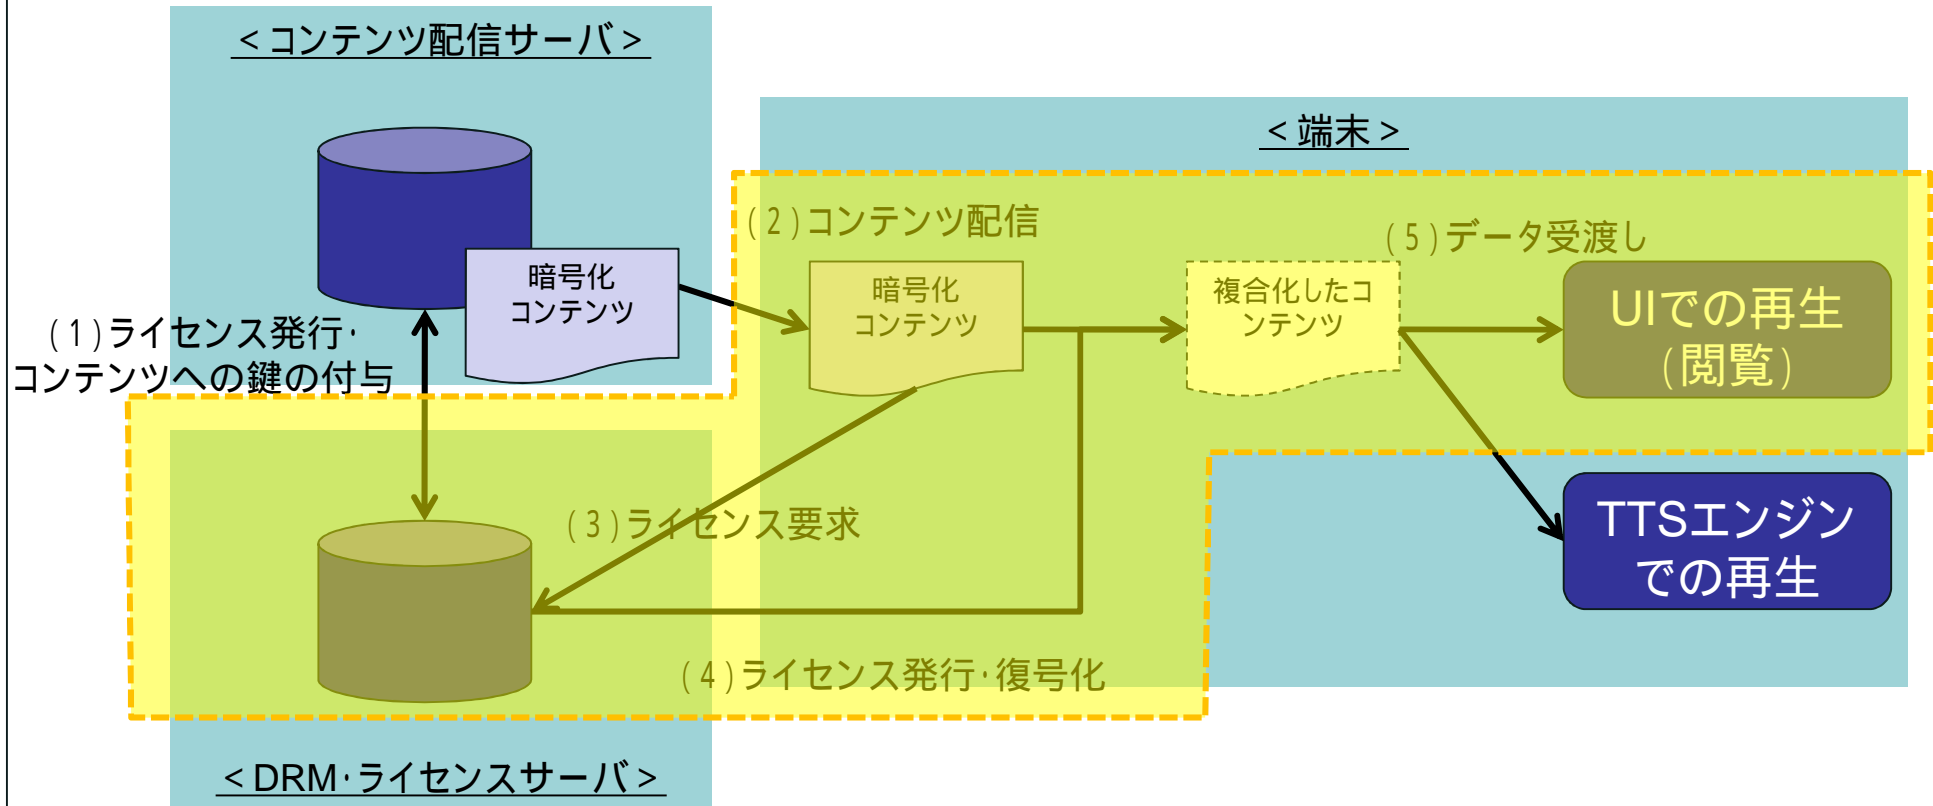 ＜コンテンツ配信サーバ＞
＜端末＞
(2)コンテンツ配信
(5)データ受渡し
暗号化
コンテンツ
暗号化
コンテンツ
複合化したコ
ンテンツ
UIでの再生
(閲覧)
(1)ライセンス発行・
コンテンツへの鍵の付与
(3)ライセンス要求
TTSエンジン
での再生
(4)ライセンス発行・復号化
＜DRM・ライセンスサーバ＞